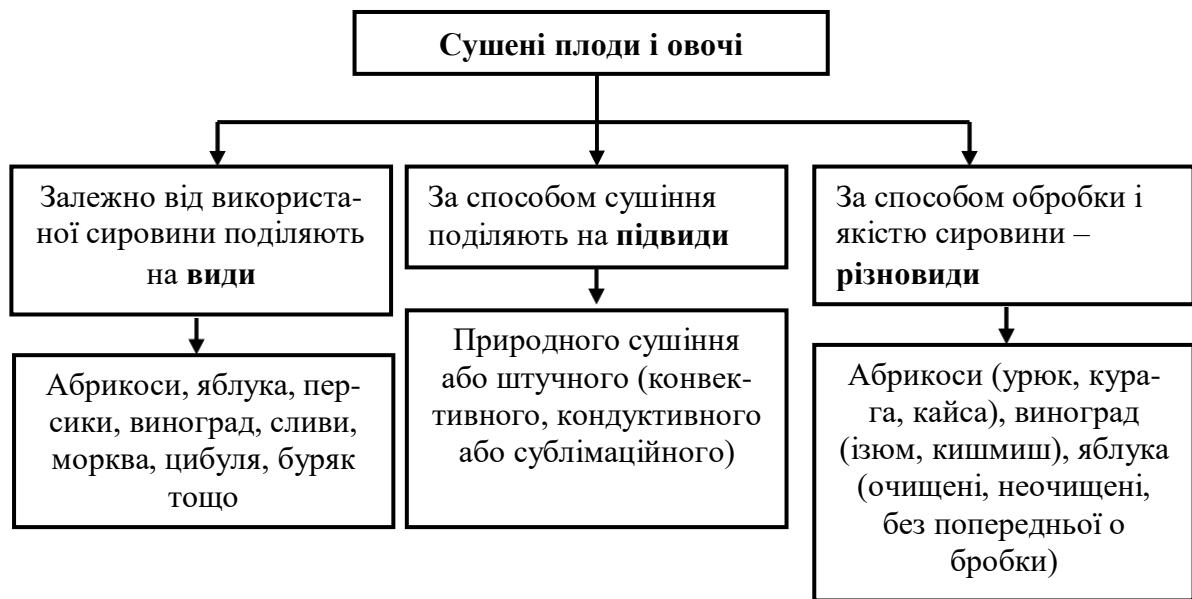 Сушені плоди і овочі
Залежно від використа-
ної сировини поділяють
на види
Абрикоси, яблука, пер-
сики, виноград, сливи,
морква, цибуля, буряк
тощо
За способом сушіння
поділяють на підвиди
Природного сушіння
або штучного (конвек-
тивного, кондуктивного
або сублімаційного)
За способом обробки і
якістю сировини –
різновиди
Абрикоси (урюк, кура-
га, кайса), виноград
(ізюм, кишмиш), яблука
(очищені, неочищені,
без попередньої о
бробки)